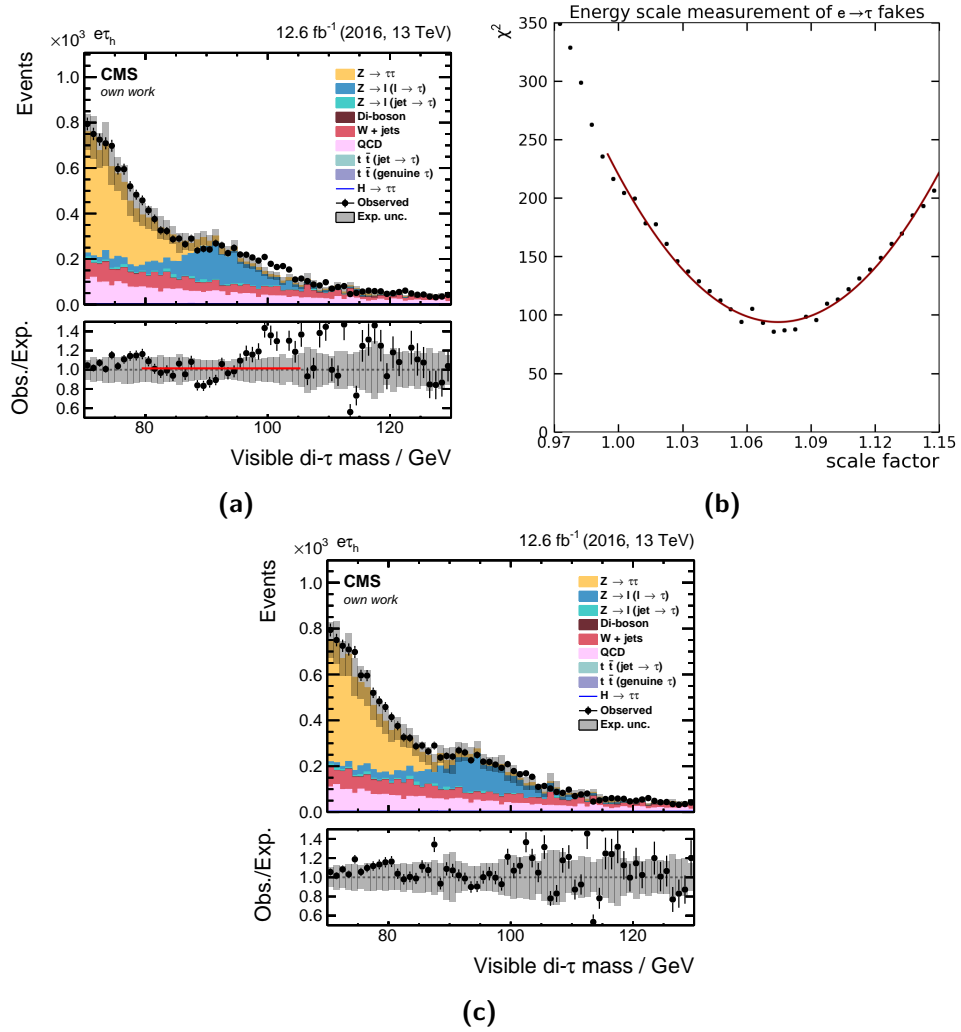 ×10³ eτₕ 12.6 fb⁻¹ (2016, 13 TeV)
Events
1.0
0.8
0.6
0.4
0.2
0.0
CMS
own work
Z → ττ
Z → l (l → τ)
Z → l (jet → τ)
Di-boson
W + jets
QCD
t t̄ (jet → τ)
t t̄ (genuine τ)
H → ττ
Observed
Exp. unc.
Obs./Exp.
1.4
1.2
1.0
0.8
0.6
80 100 120
Visible di-τ mass / GeV
(a)
Energy scale measurement of e→τ fakes
χ²
350
300
250
200
150
100
50
0
0.97 1.00 1.03 1.06 1.09 1.12 1.15
scale factor
(b)
×10³ eτₕ 12.6 fb⁻¹ (2016, 13 TeV)
Events
1.0
0.8
0.6
0.4
0.2
0.0
CMS
own work
Z → ττ
Z → l (l → τ)
Z → l (jet → τ)
Di-boson
W + jets
QCD
t t̄ (jet → τ)
t t̄ (genuine τ)
H → ττ
Observed
Exp. unc.
Obs./Exp.
1.4
1.2
1.0
0.8
0.6
80 100 120
Visible di-τ mass / GeV
(c)